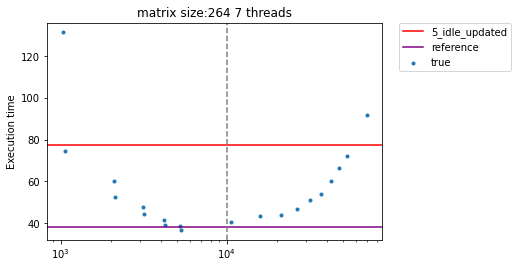 matrix size:264 7 threads
5_idle_updated
reference
true
Execution time
120
100
80
60
40
10³
10⁴